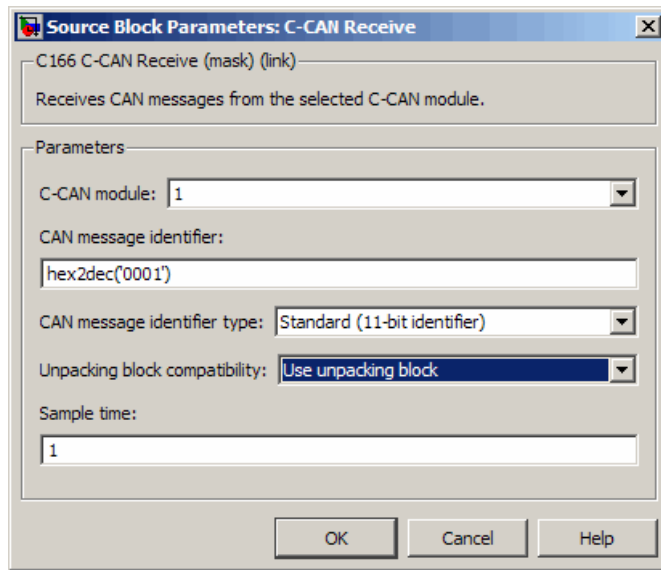 Source Block Parameters: C-CAN Receive
C166 C-CAN Receive (mask) (link)
Receives CAN messages from the selected C-CAN module.
Parameters
C-CAN module: 1
CAN message identifier:
hex2dec('0001')
CAN message identifier type: Standard (11-bit identifier)
Unpacking block compatibility: Use unpacking block
Sample time:
1
OK Cancel Help